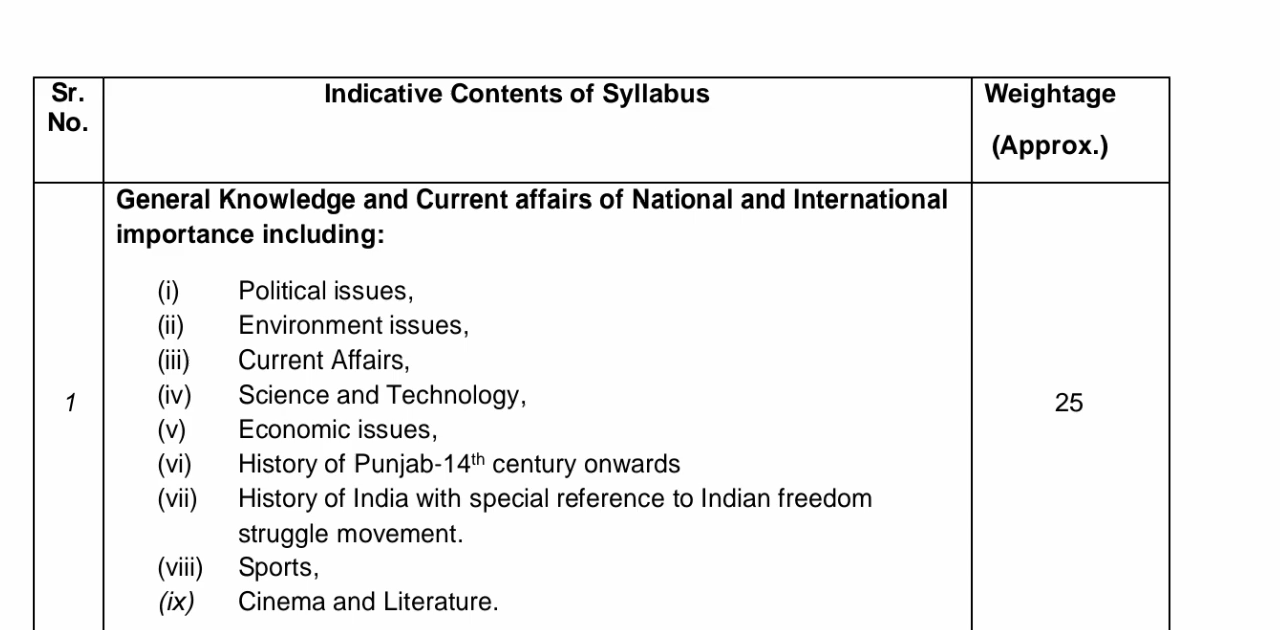 Sr. No.
Indicative Contents of Syllabus
Weightage
(Approx.)
1
General Knowledge and Current affairs of National and International
importance including:
(i) Political issues,
(ii) Environment issues,
(iii) Current Affairs,
(iv) Science and Technology,
(v) Economic issues,
(vi) History of Punjab-14th century onwards
(vii) History of India with special reference to Indian freedom
struggle movement.
(viii) Sports,
(ix) Cinema and Literature.
25